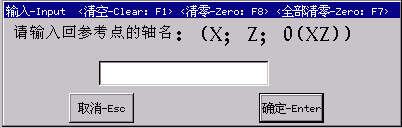 输入-Input <清空-Clear: F1> <清零-Zero: F8> <全部清零-Zero: F7>
请输入回参考点的轴名: (X; Z; 0(XZ))
取消-Esc 确定-Enter